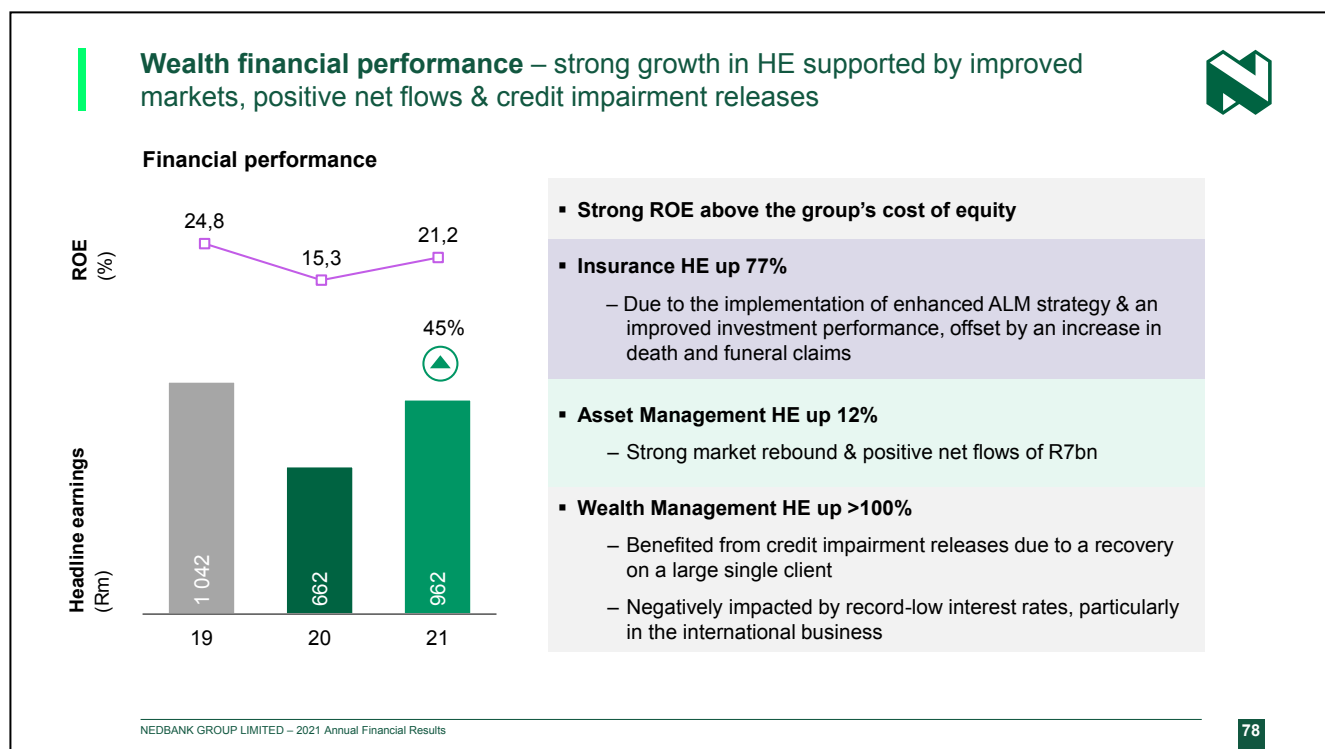 Wealth financial performance – strong growth in HE supported by improved
markets, positive net flows & credit impairment releases
Financial performance
ROE
(%)
24,8
15,3
21,2
45%
Headline earnings
(Rm)
1 042
662
962
19
20
21
▪ Strong ROE above the group's cost of equity
▪ Insurance HE up 77%
– Due to the implementation of enhanced ALM strategy & an
improved investment performance, offset by an increase in
death and funeral claims
▪ Asset Management HE up 12%
– Strong market rebound & positive net flows of R7bn
▪ Wealth Management HE up >100%
– Benefited from credit impairment releases due to a recovery
on a large single client
– Negatively impacted by record-low interest rates, particularly
in the international business
NEDBANK GROUP LIMITED – 2021 Annual Financial Results
78